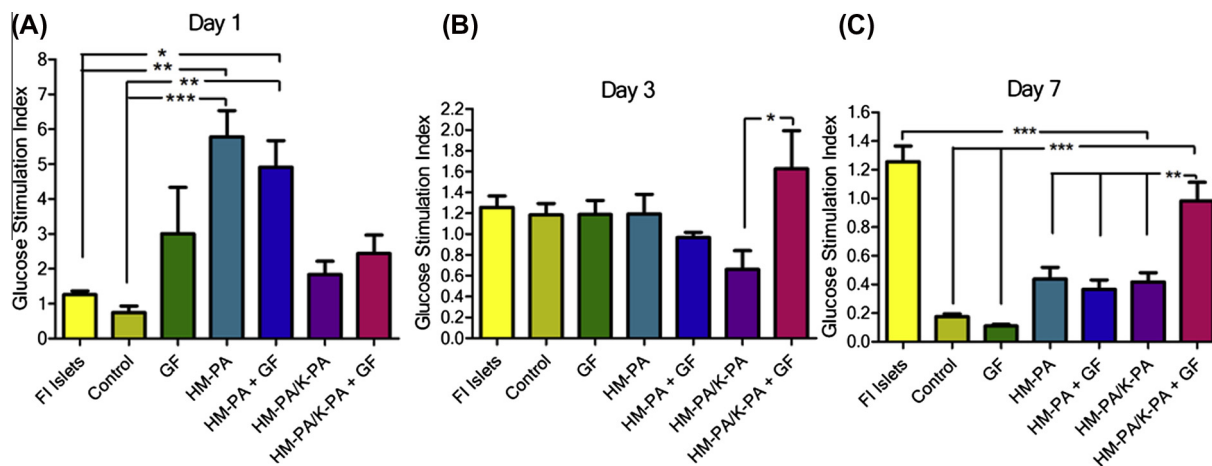 (A)
Day 1
Glucose Stimulation Index
8
7
6
5
4
3
2
1
0
*
**
**
***
FI Islets
Control
GF
HM-PA
HM-PA + GF
HM-PA/K-PA
HM-PA/K-PA + GF
(B)
Day 3
Glucose Stimulation Index
2.2
2.0
1.8
1.6
1.4
1.2
1.0
0.8
0.6
0.4
0.2
0.0
*
FI Islets
Control
GF
HM-PA
HM-PA + GF
HM-PA/K-PA
HM-PA/K-PA + GF
(C)
Day 7
Glucose Stimulation Index
1.6
1.4
1.2
1.0
0.8
0.6
0.4
0.2
0.0
***
***
**
FI Islets
Control
GF
HM-PA
HM-PA + GF
HM-PA/K-PA
HM-PA/K-PA + GF